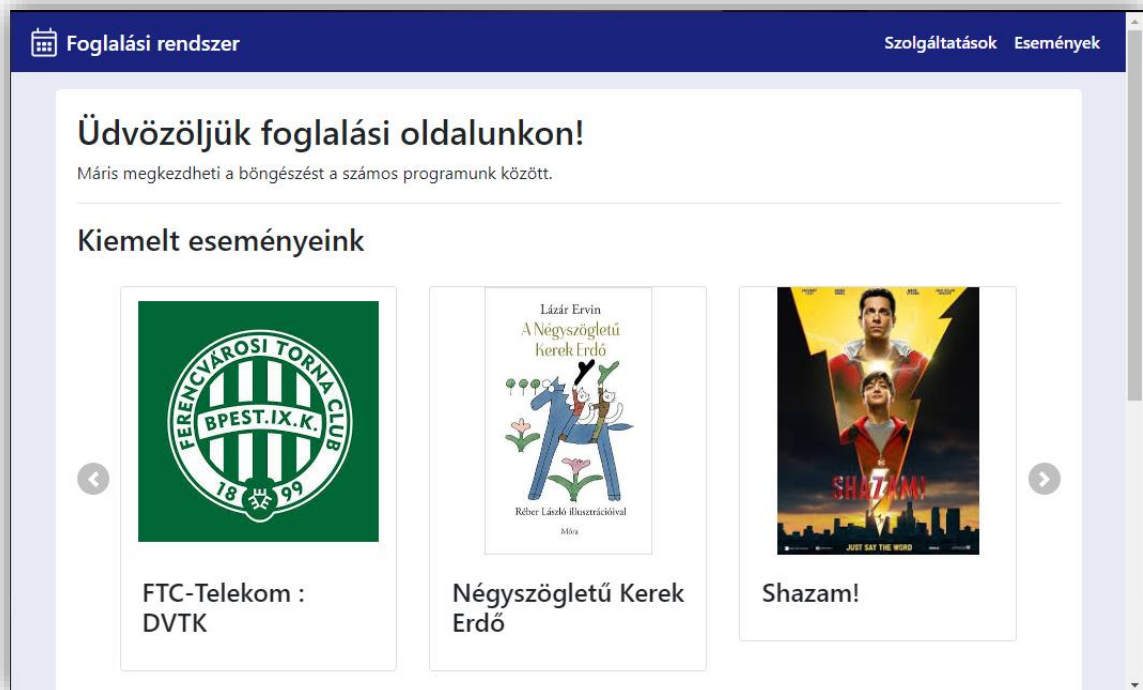 Foglalási rendszer
Szolgáltatások Események
Üdvözöljük foglalási oldalunkon!
Máris megkezdheti a böngészést a számos programunk között.
Kiemelt eseményeink
FERENCVÁROSI TORNA CLUB
BPEST.IX.K.
18 99
FTC-Telekom :
DVTK
Lázár Ervin
A Négyszögletű
Kerek Erdő
Réber László illusztrációival
Móra
Négyszögletű Kerek
Erdő
SHAZAM!
JUST SAY THE WORD
Shazam!